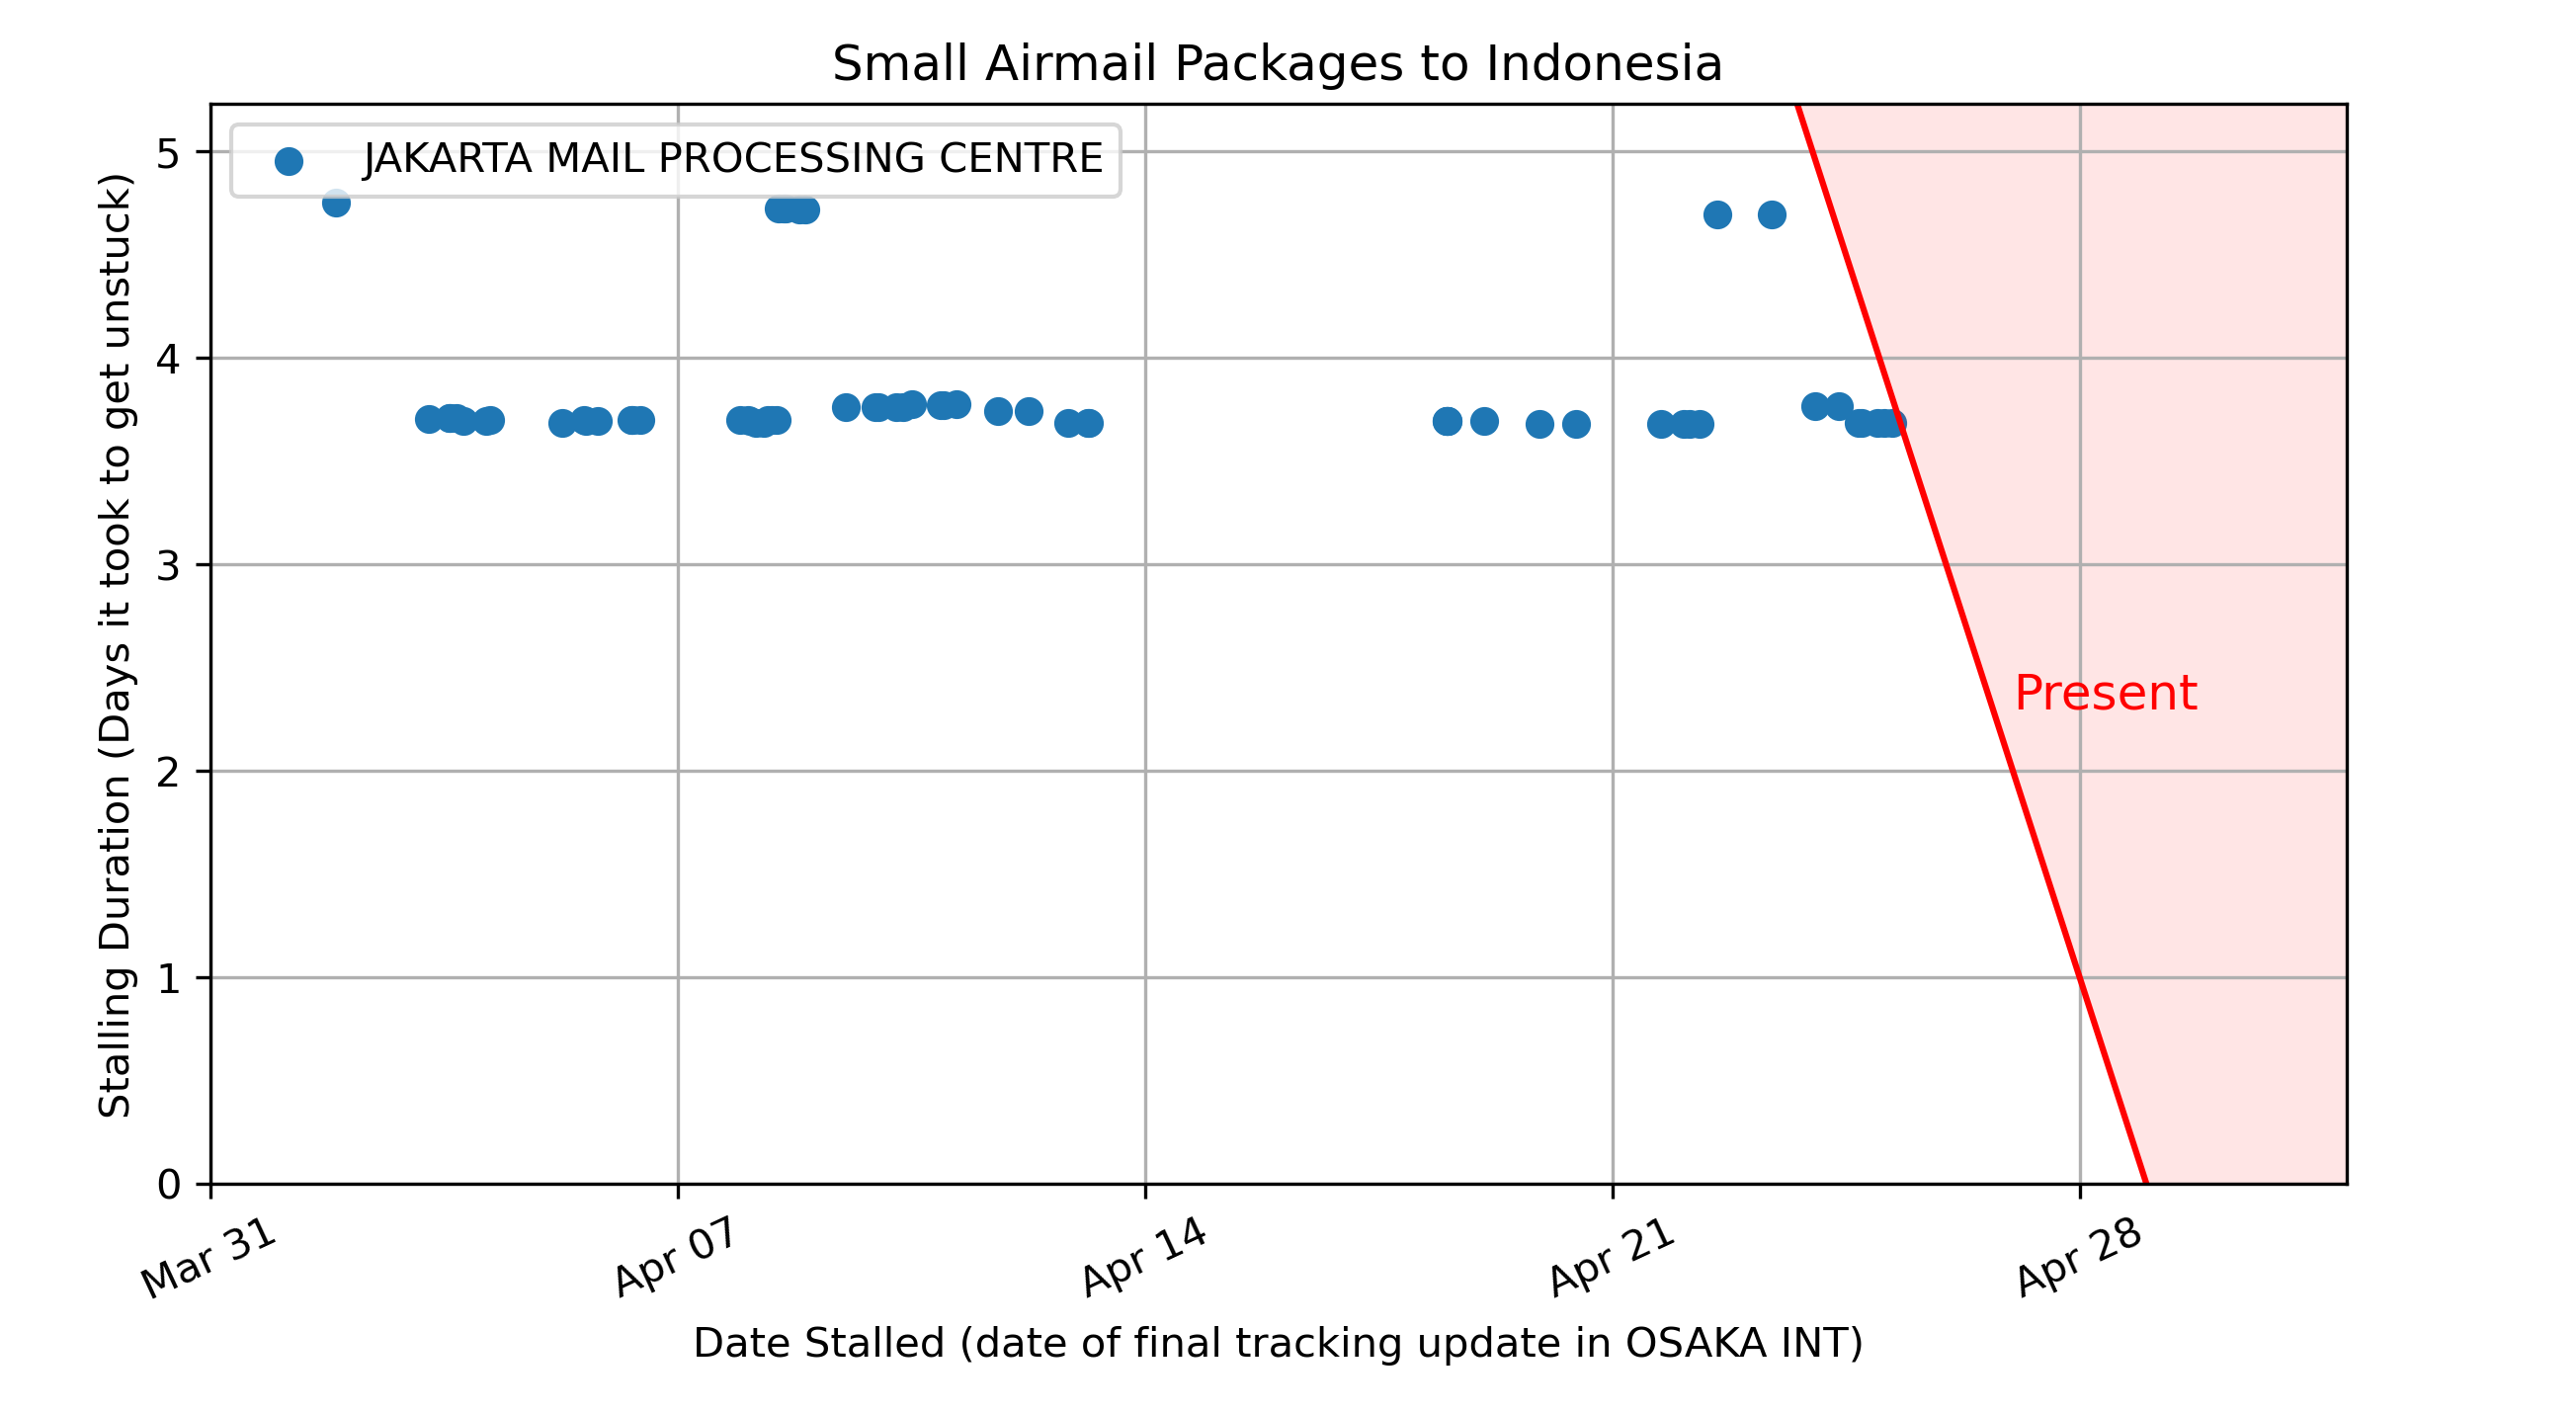 Small Airmail Packages to Indonesia
JAKARTA MAIL PROCESSING CENTRE
Stalling Duration (Days it took to get unstuck)
5
4
3
2
1
0
Present
Mar 31
Apr 07
Apr 14
Apr 21
Apr 28
Date Stalled (date of final tracking update in OSAKA INT)